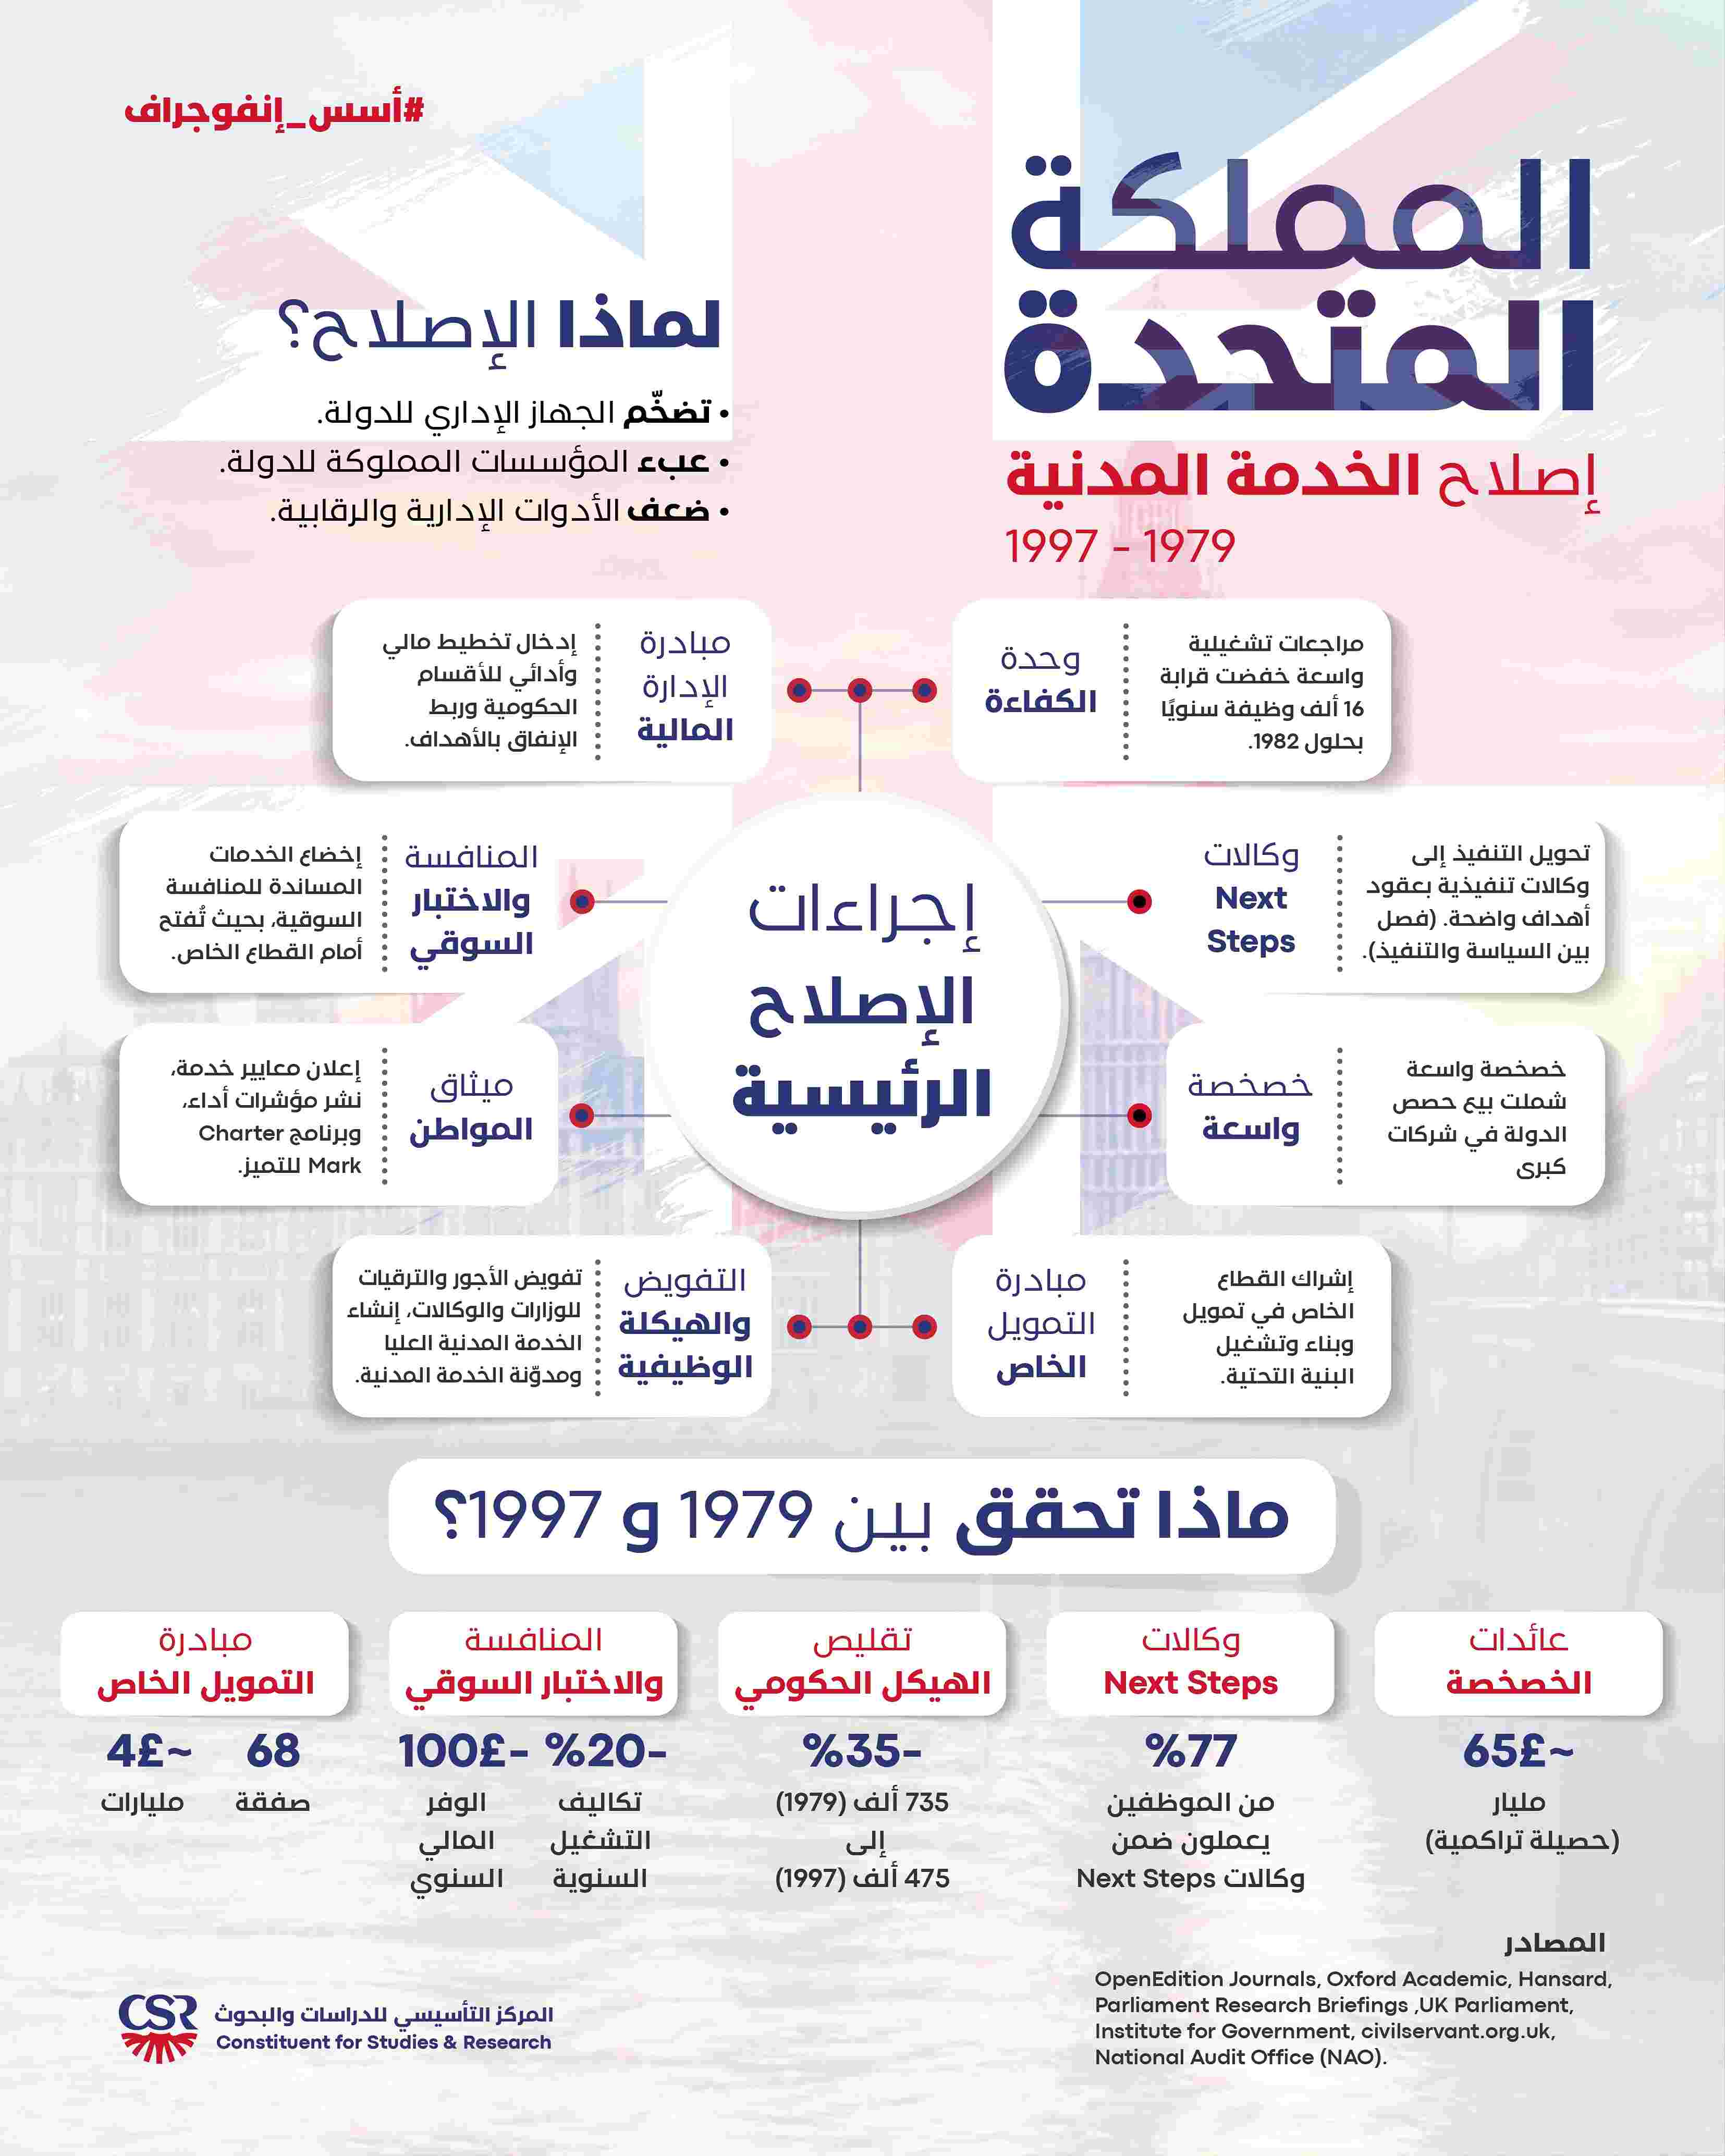 #أسس_إنفوجراف
المملكة
المتحدة
إصلاح الخدمة المدنية
1979 - 1997
لماذا الإصلاح؟
• تضخّم الجهاز الإداري للدولة.
• عبء المؤسسات المملوكة للدولة.
• ضعف الأدوات الإدارية والرقابية.
إجراءات
الإصلاح
الرئيسية
وحدة
الكفاءة
مراجعات تشغيلية
واسعة خفضت قرابة
16 ألف وظيفة سنويًا
بحلول 1982.
مبادرة
الإدارة
المالية
إدخال تخطيط مالي
وأدائي للأقسام
الحكومية وربط
الإنفاق بالأهداف.
وكالات
Next
Steps
تحويل التنفيذ إلى
وكالات تنفيذية بعقود
أهداف واضحة. (فصل
بين السياسة والتنفيذ).
المنافسة
والاختبار
السوقي
إخضاع الخدمات
المساندة للمنافسة
السوقية، بحيث تُفتح
أمام القطاع الخاص.
خصخصة
واسعة
خصخصة واسعة
شملت بيع حصص
الدولة في شركات
كبرى
ميثاق
المواطن
إعلان معايير خدمة،
نشر مؤشرات أداء،
وبرنامج Charter
Mark للتميز.
مبادرة
التمويل
الخاص
إشراك القطاع
الخاص في تمويل
وبناء وتشغيل
البنية التحتية.
التفويض
والهيكلة
الوظيفية
تفويض الأجور والترقيات
للوزارات والوكالات، إنشاء
الخدمة المدنية العليا
ومدوّنة الخدمة المدنية.
ماذا تحقق بين 1979 و 1997؟
عائدات
الخصخصة
~£65
مليار
(حصيلة تراكمية)
وكالات
Next Steps
%77
من الموظفين
يعملون ضمن
وكالات Next Steps
تقليص
الهيكل الحكومي
-35%
735 ألف (1979)
إلى
475 ألف (1997)
المنافسة
والاختبار السوقي
-20%
تكاليف
التشغيل
السنوية
-£100
الوفر
المالي
السنوي
مبادرة
التمويل الخاص
68
صفقة
~£4
مليارات
المصادر
OpenEdition Journals, Oxford Academic, Hansard,
Parliament Research Briefings ,UK Parliament,
Institute for Government, civilservant.org.uk,
National Audit Office (NAO).
CSR
المركز التأسيسي للدراسات والبحوث
Constituent for Studies & Research